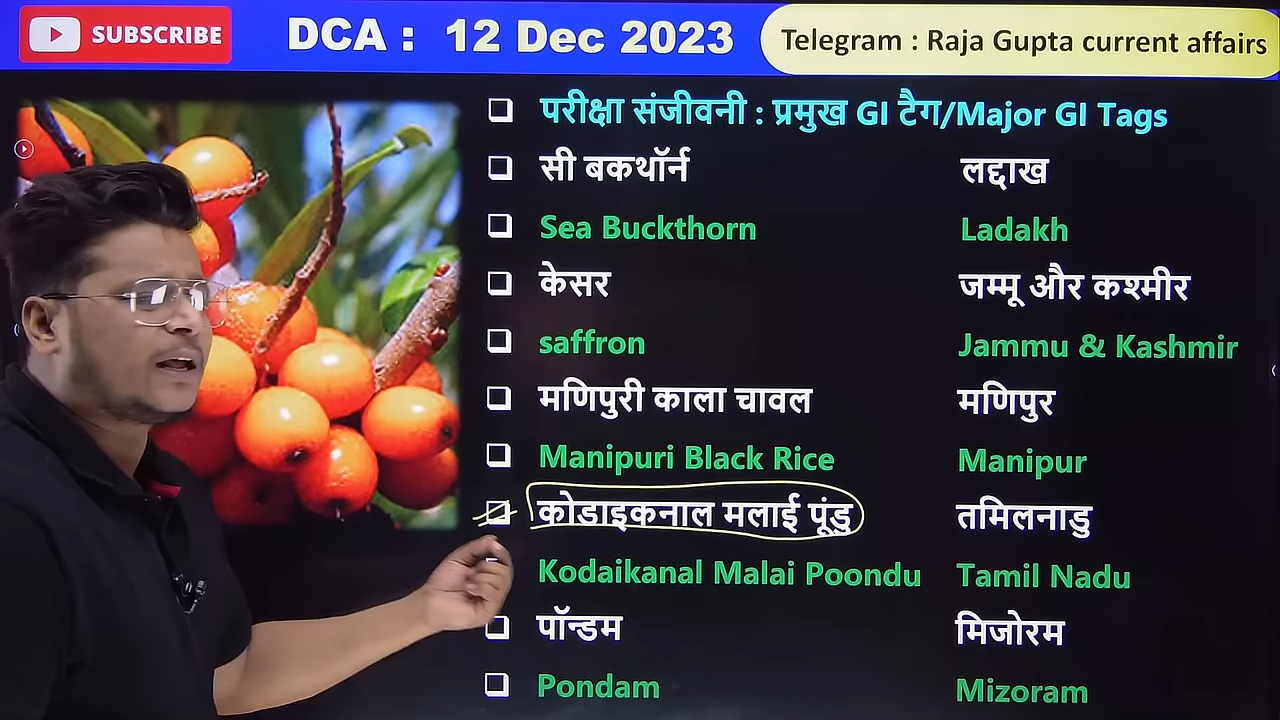 SUBSCRIBE DCA : 12 Dec 2023 Telegram : Raja Gupta current affairs
परीक्षा संजीवनी : प्रमुख GI टैग/Major GI Tags
सी बकथॉर्न लद्दाख
Sea Buckthorn Ladakh
केसर जम्मू और कश्मीर
saffron Jammu & Kashmir
मणिपुरी काला चावल मणिपुर
Manipuri Black Rice Manipur
कोडाइकनाल मलाई पूंडु तमिलनाडु
Kodaikanal Malai Poondu Tamil Nadu
पॉन्डम मिजोरम
Pondam Mizoram